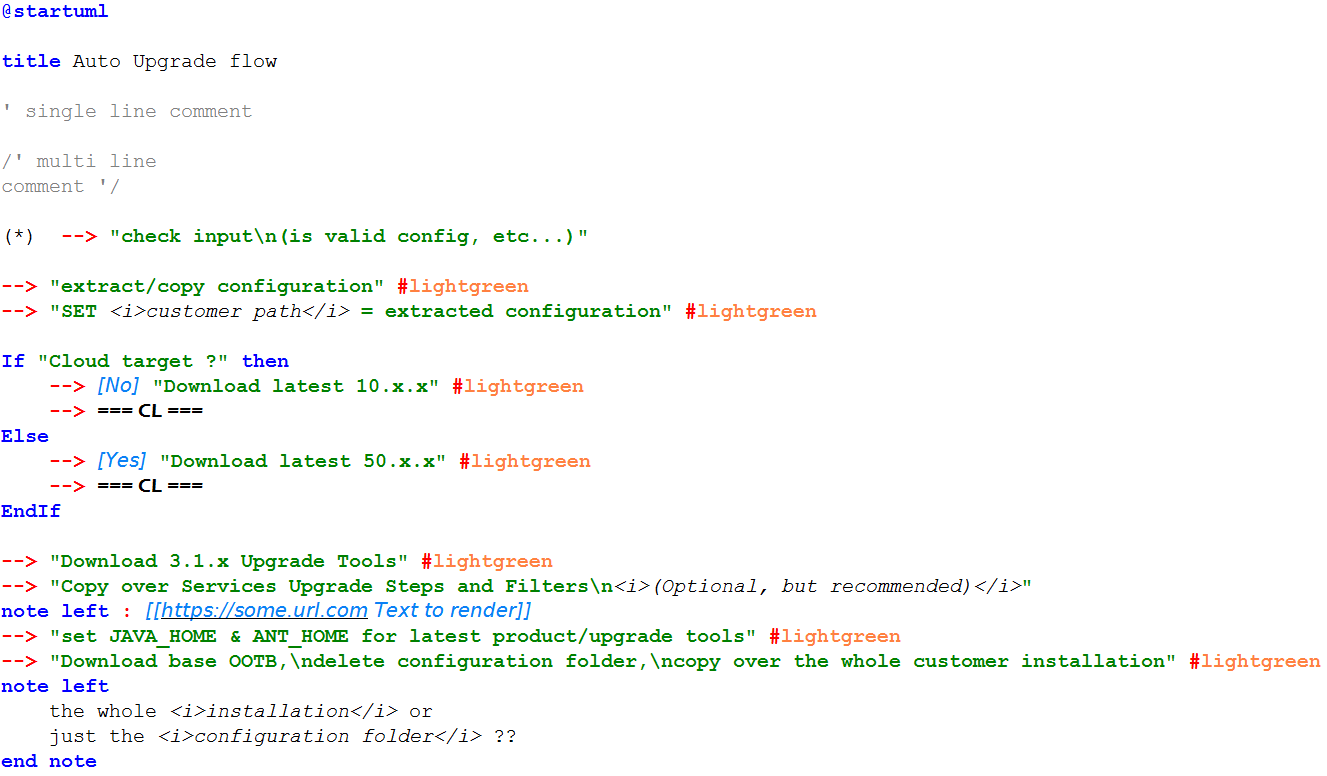 @startuml
title Auto Upgrade flow
' single line comment
/' multi line
comment '/
(*)  --> "check input\n(is valid config, etc...)"
--> "extract/copy configuration" #lightgreen
--> "SET <i>customer path</i> = extracted configuration" #lightgreen
If "Cloud target ?" then
    --> [No] "Download latest 10.x.x" #lightgreen
    --> === CL ===
Else
    --> [Yes] "Download latest 50.x.x" #lightgreen
    --> === CL ===
EndIf
--> "Download 3.1.x Upgrade Tools" #lightgreen
--> "Copy over Services Upgrade Steps and Filters\n<i>(Optional, but recommended)</i>"
note left : [[https://some.url.com Text to render]]
--> "set JAVA_HOME & ANT_HOME for latest product/upgrade tools" #lightgreen
--> "Download base OOTB,\ndelete configuration folder,\ncopy over the whole customer installation" #lightgreen
note left
    the whole <i>installation</i> or
    just the <i>configuration folder</i> ??
end note